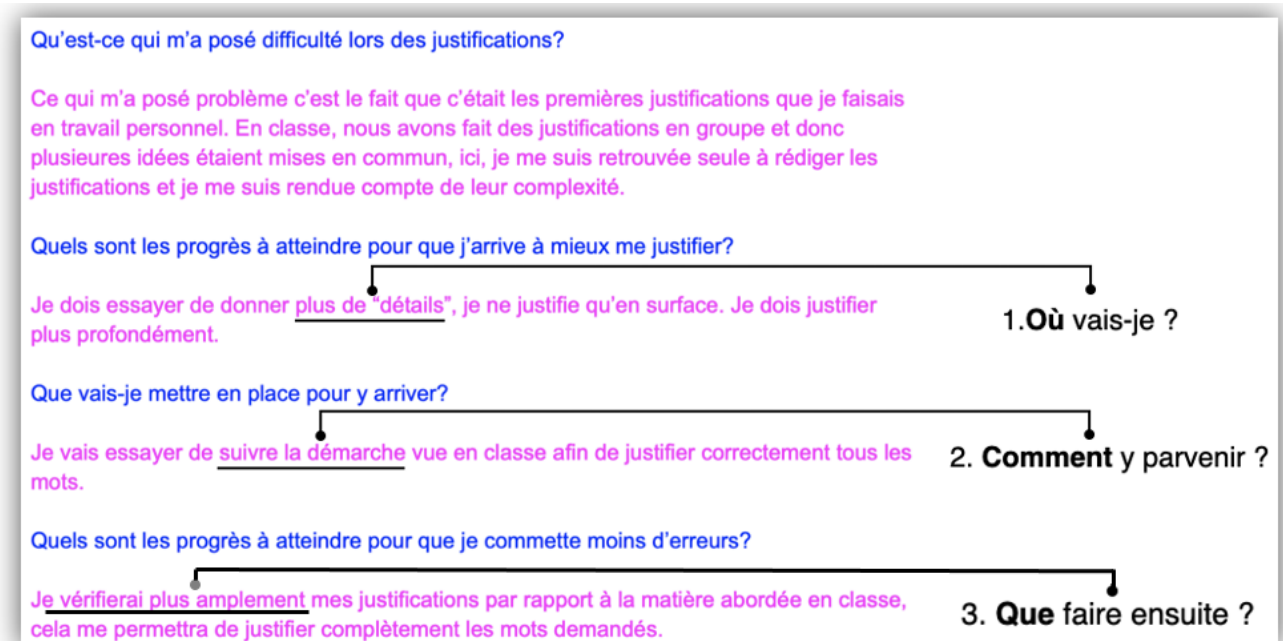 Qu’est-ce qui m’a posé difficulté lors des justifications?
Ce qui m’a posé problème c’est le fait que c’était les premières justifications que je faisais
en travail personnel. En classe, nous avons fait des justifications en groupe et donc
plusieures idées étaient mises en commun, ici, je me suis retrouvée seule à rédiger les
justifications et je me suis rendue compte de leur complexité.
Quels sont les progrès à atteindre pour que j’arrive à mieux me justifier?
Je dois essayer de donner plus de “détails”, je ne justifie qu’en surface. Je dois justifier
plus profondément.
1.Où vais-je ?
Que vais-je mettre en place pour y arriver?
Je vais essayer de suivre la démarche vue en classe afin de justifier correctement tous les
mots.
2. Comment y parvenir ?
Quels sont les progrès à atteindre pour que je commette moins d’erreurs?
Je vérifierai plus amplement mes justifications par rapport à la matière abordée en classe,
cela me permettra de justifier complètement les mots demandés.
3. Que faire ensuite ?